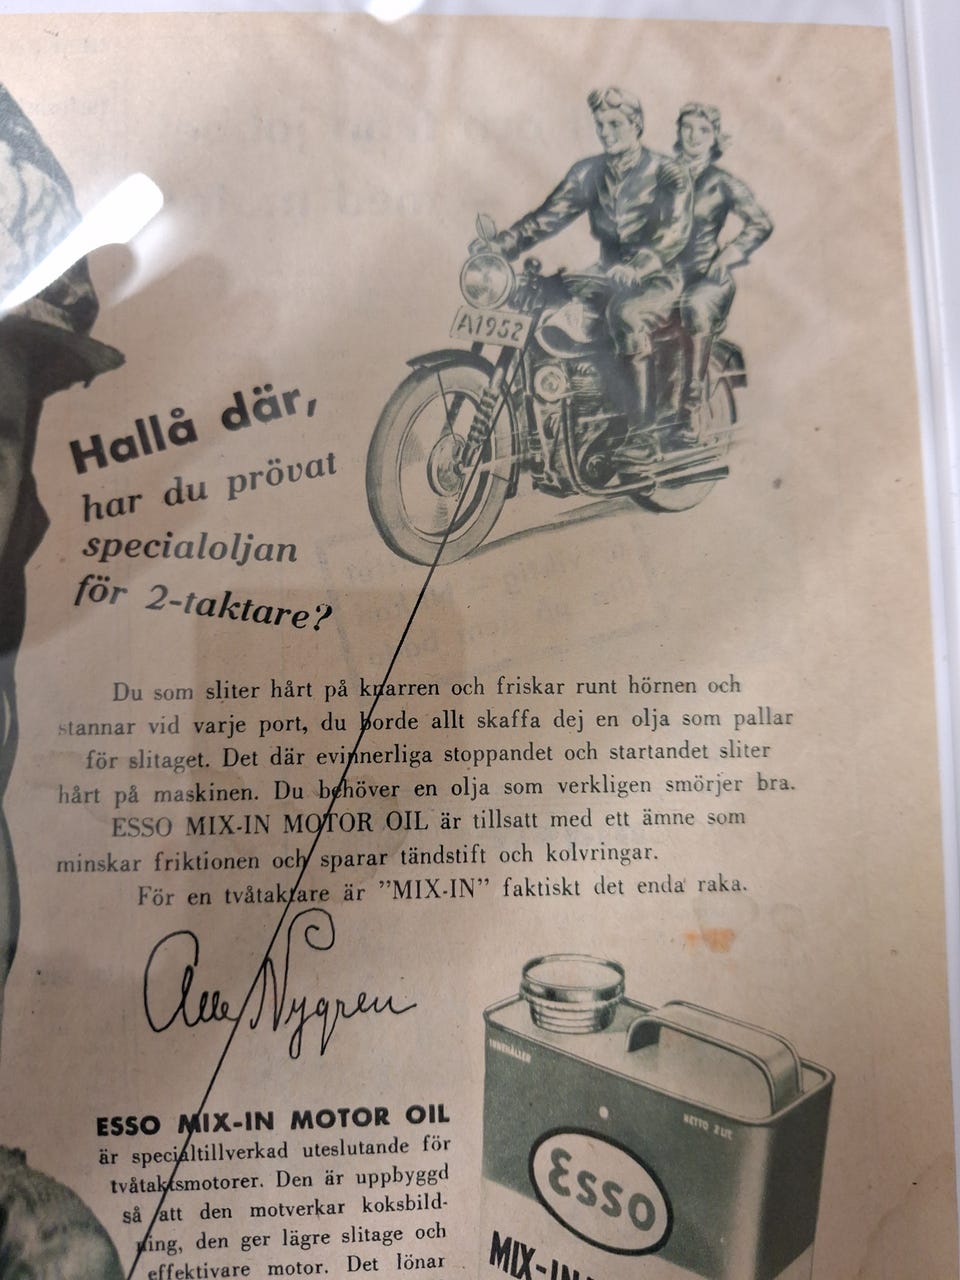 A1952
Hallå där,
har du prövat
specialoljan
för 2-taktare?
Du som sliter hårt på knarren och friskar runt hörnen och
stannar vid varje port, du borde allt skaffa dej en olja som pallar
för slitaget. Det där evinnerliga stoppandet och startandet sliter
hårt på maskinen. Du behöver en olja som verkligen smörjer bra.
ESSO MIX-IN MOTOR OIL är tillsatt med ett ämne som
minskar friktionen och sparar tändstift och kolvringar.
För en tvåtaktare är "MIX-IN" faktiskt det enda raka.
Nygren
INNEHÅLLER
NETTO 2 LIT.
Esso
MIX-IN
ESSO MIX-IN MOTOR OIL
är specialtillverkad uteslutande för
tvåtaktsmotorer. Den är uppbyggd
så att den motverkar koksbild-
ning, den ger lägre slitage och
effektivare motor. Det lönar